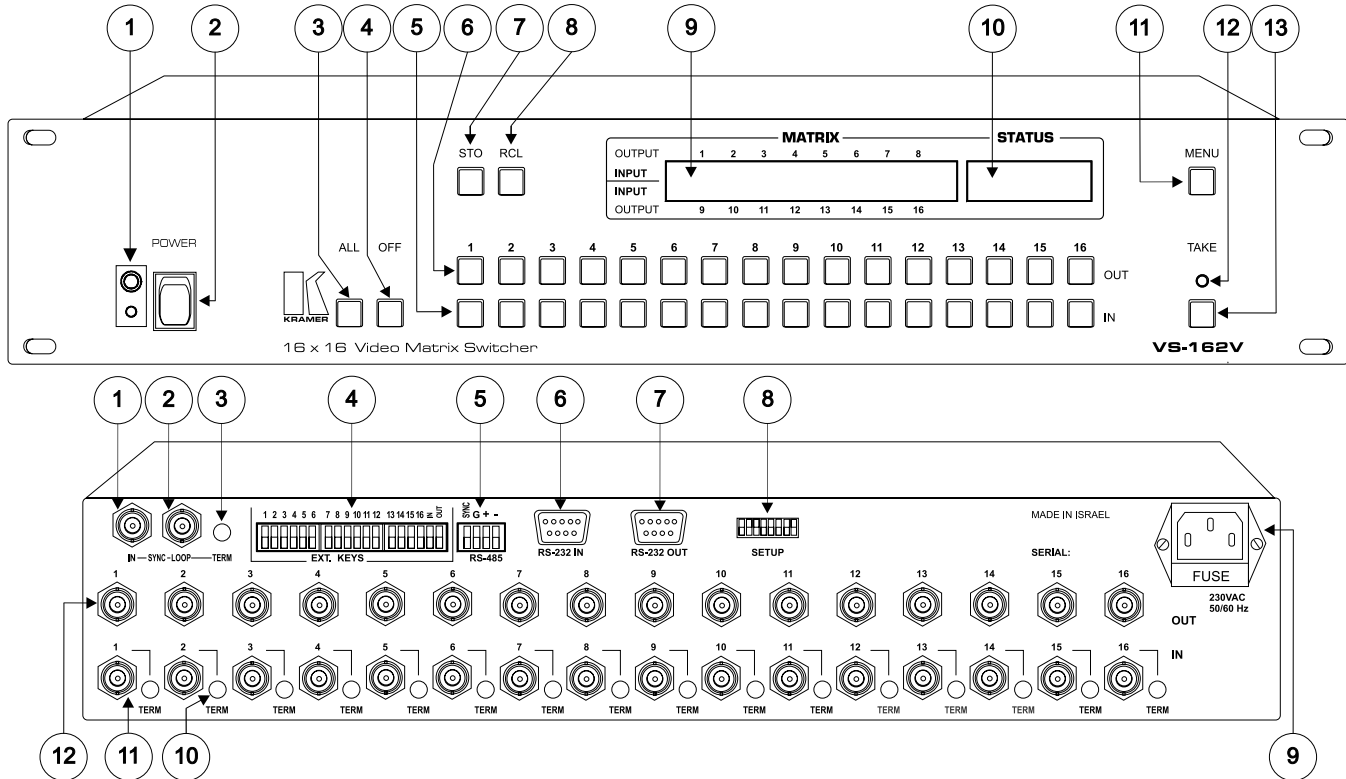 1 2 3 4 5 6 7 8 9 10 11 12 13
MATRIX STATUS
STO RCL OUTPUT 1 2 3 4 5 6 7 8 MENU
INPUT
INPUT
OUTPUT 9 10 11 12 13 14 15 16
POWER ALL OFF 1 2 3 4 5 6 7 8 9 10 11 12 13 14 15 16 TAKE
OUT
KRAMER IN
16 x 16 Video Matrix Switcher VS-162V
1 2 3 4 5 6 7 8
1 2 3 4 5 6 7 8 9 10 11 12 13 14 15 16 IN OUT SYNC G + - MADE IN ISRAEL
IN SYNC - LOOP TERM EXT. KEYS RS-485 RS-232 IN RS-232 OUT SETUP SERIAL:
1 2 3 4 5 6 7 8 9 10 11 12 13 14 15 16 FUSE
230VAC
50/60 Hz
OUT
1 2 3 4 5 6 7 8 9 10 11 12 13 14 15 16 IN
TERM TERM TERM TERM TERM TERM TERM TERM TERM TERM TERM TERM TERM TERM TERM TERM
12 11 10 9